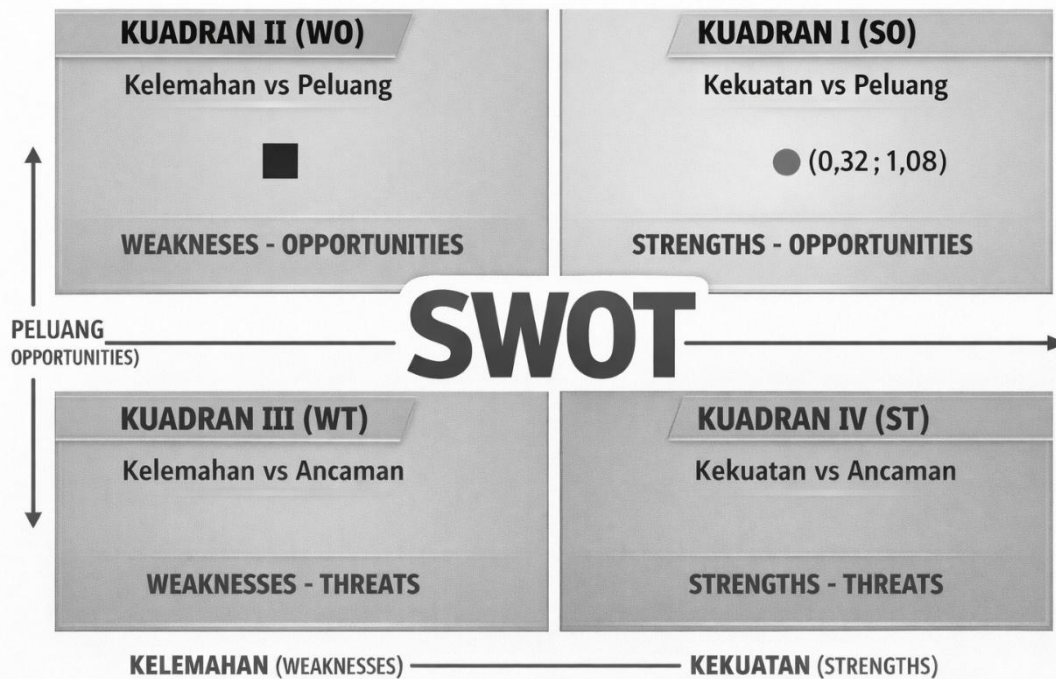 KUADRAN II (WO)
Kelemahan vs Peluang
WEAKNESES - OPPORTUNITIES
KUADRAN I (SO)
Kekuatan vs Peluang
(0,32 ; 1,08)
STRENGTHS - OPPORTUNITIES
PELUANG
OPPORTUNITIES)
SWOT
KUADRAN III (WT)
Kelemahan vs Ancaman
WEAKNESSES - THREATS
KUADRAN IV (ST)
Kekuatan vs Ancaman
STRENGTHS - THREATS
KELEMAHAN (WEAKNESSES)
KEKUATAN (STRENGTHS)